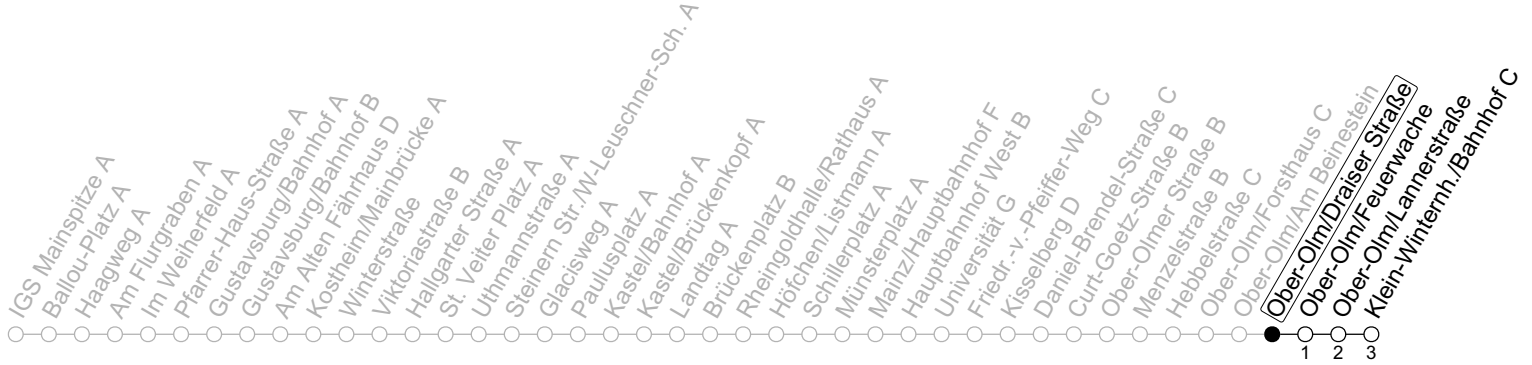 IGS Mainspitze A
Ballou-Platz A
Haagweg A
Am Flurgraben A
Im Weiherfeld A
Pfarrer-Haus-Straße A
Gustavsburg/Bahnhof A
Gustavsburg/Bahnhof B
Am Alten Fährhaus D
Kostheim/Mainbrücke A
Winterstraße
Viktoriastraße B
Hallgarter Straße A
St. Veiter Platz A
Uthmannstraße A
Steinern Str./W-Leuschner-Sch. A
Glacisweg A
Paulusplatz A
Kastel/Bahnhof A
Kastel/Brückenkopf A
Landtag A
Brückenplatz B
Rheingoldhalle/Rathaus A
Höfchen/Listmann A
Schillerplatz A
Münsterplatz A
Mainz/Hauptbahnhof F
Hauptbahnhof West B
Universität G
Friedr.-v.-Pfeiffer-Weg C
Kisselberg D
Daniel-Brendel-Straße C
Curt-Goetz-Straße B
Ober-Olmer Straße B
Menzelstraße B
Hebbelstraße C
Ober-Olm/Forsthaus C
Ober-Olm/Am Beinestein
Ober-Olm/Draiser Straße
Ober-Olm/Feuerwache
Ober-Olm/Lannerstraße
Klein-Winternh./Bahnhof C
1 2 3